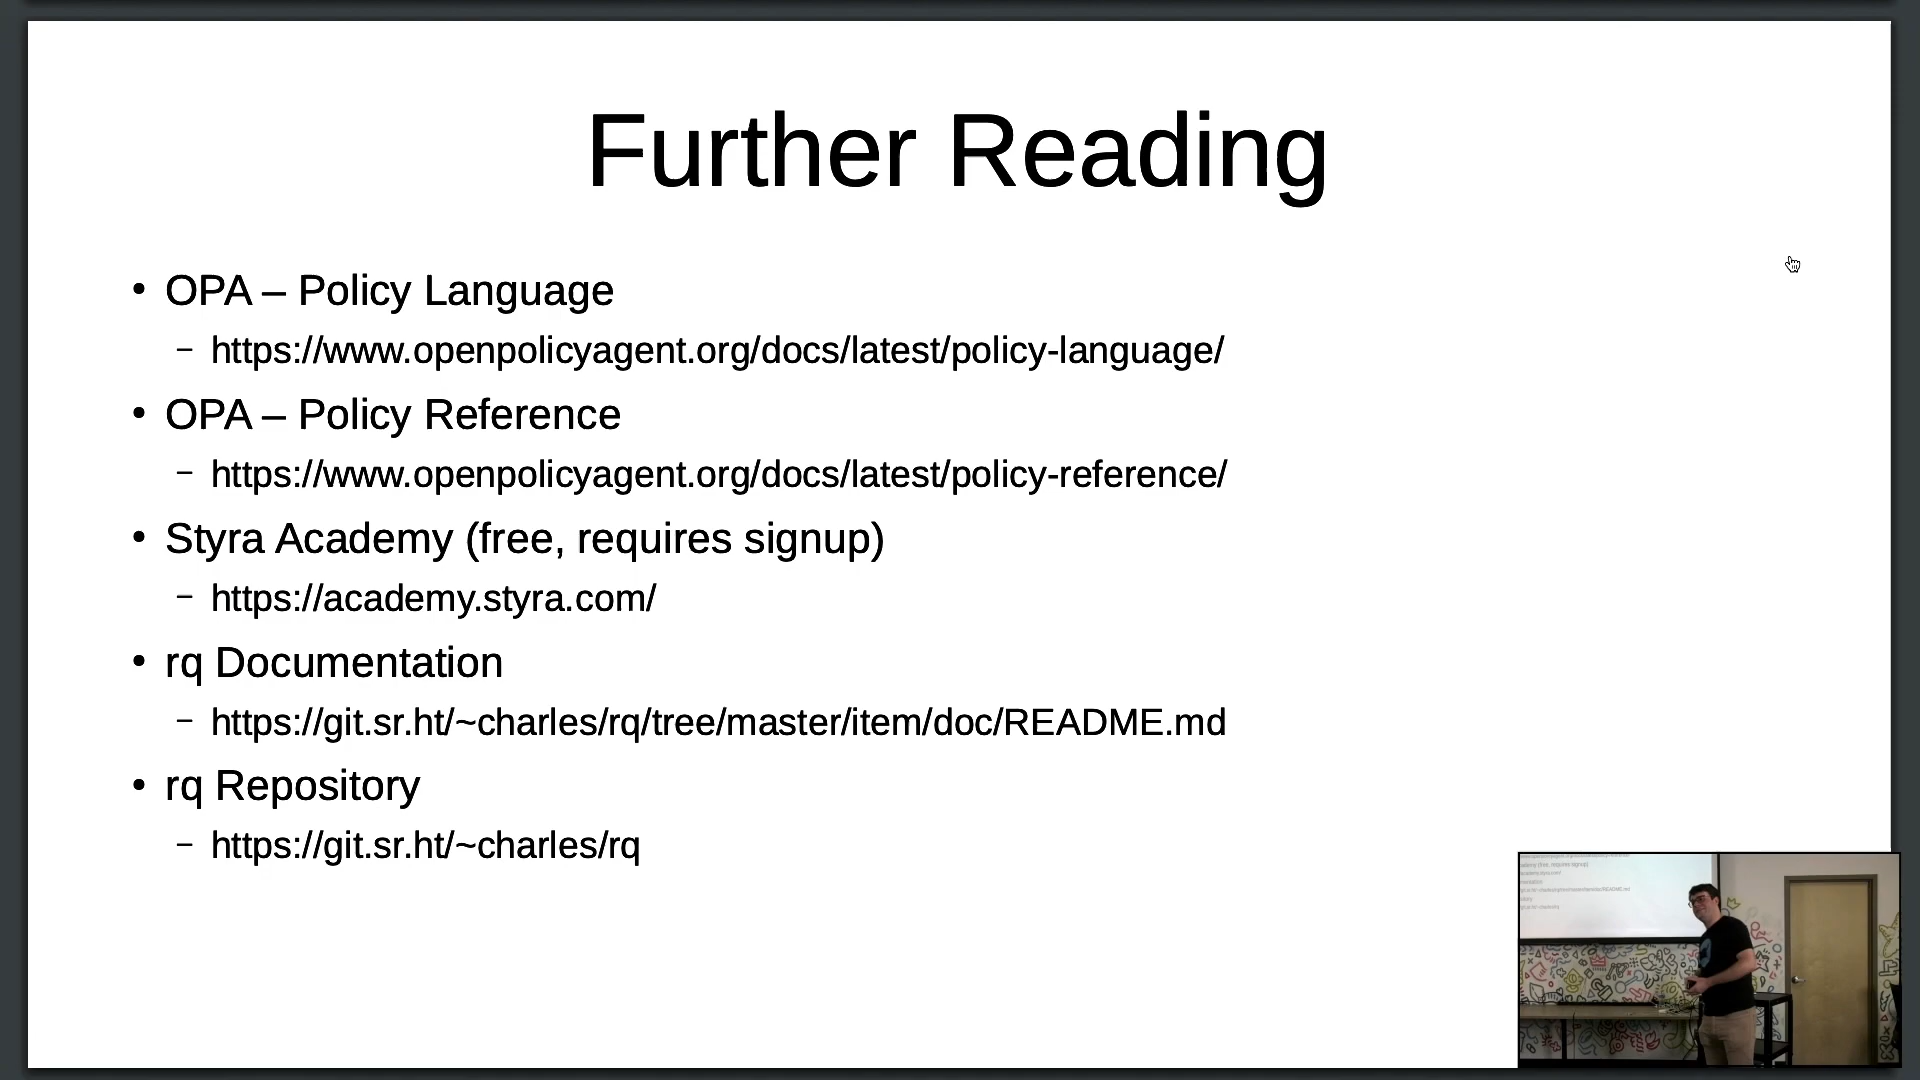 Further Reading
• OPA – Policy Language
– https://www.openpolicyagent.org/docs/latest/policy-language/
• OPA – Policy Reference
– https://www.openpolicyagent.org/docs/latest/policy-reference/
• Styra Academy (free, requires signup)
– https://academy.styra.com/
• rq Documentation
– https://git.sr.ht/~charles/rq/tree/master/item/doc/README.md
• rq Repository
– https://git.sr.ht/~charles/rq